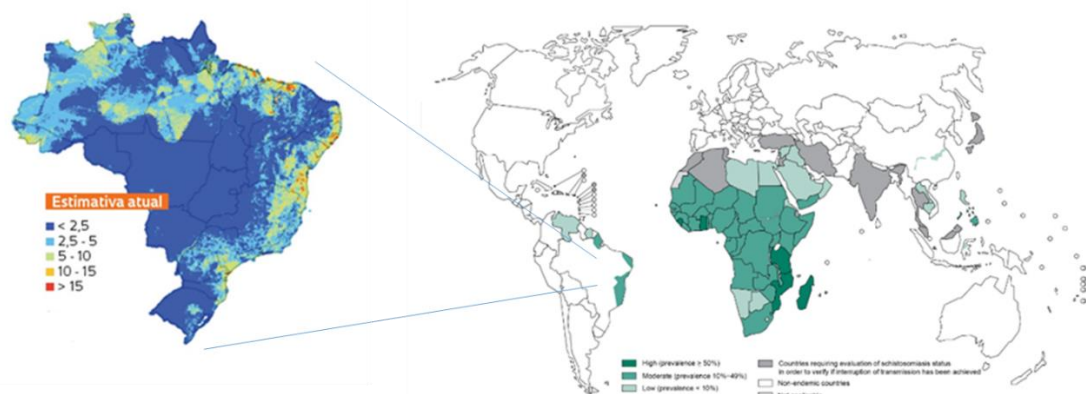 Estimativa atual
< 2,5
2,5 - 5
5 - 10
10 - 15
> 15
High (prevalence ≥ 50%)
Moderate (prevalence 10%-49%)
Low (prevalence < 10%)
Countries requiring evaluation of schistosomiasis status
in order to verify if interruption of transmission has been achieved
Non-endemic countries